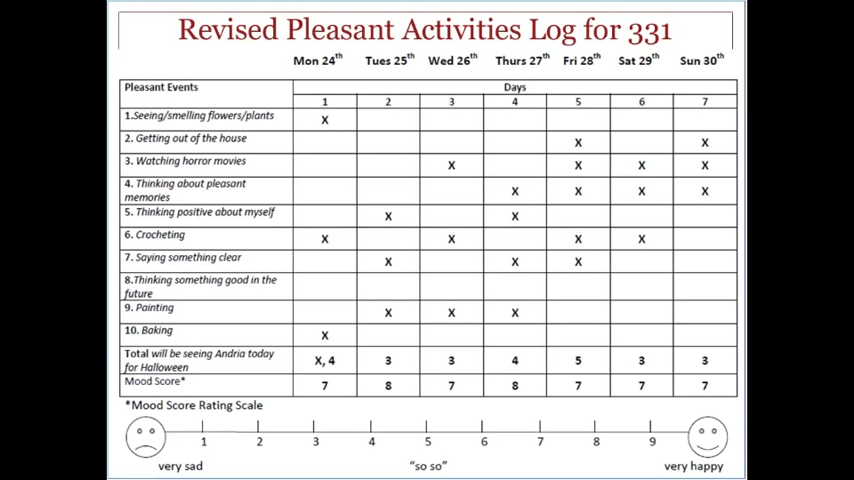 Revised Pleasant Activities Log for 331
Mon 24th Tues 25th Wed 26th Thurs 27th Fri 28th Sat 29th Sun 30th
Pleasant Events Days
1 2 3 4 5 6 7
1.Seeing/smelling flowers/plants X
2. Getting out of the house X X
3. Watching horror movies X X X X
4. Thinking about pleasant
memories X X X X
5. Thinking positive about myself X X
6. Crocheting X X X X
7. Saying something clear X X X
8.Thinking something good in the
future
9. Painting X X X
10. Baking X
Total will be seeing Andria today
for Halloween X, 4 3 3 4 5 3 3
Mood Score* 7 8 7 8 7 7 7
*Mood Score Rating Scale
1 2 3 4 5 6 7 8 9
very sad "so so" very happy